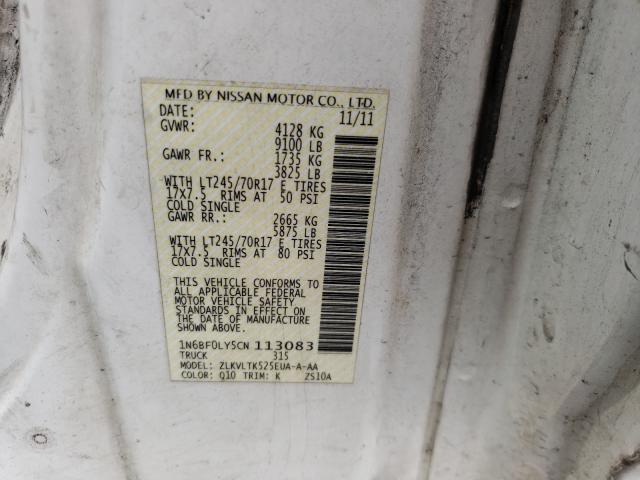 MFD BY NISSAN MOTOR CO., LTD.
DATE: 11/11
GVWR: 4128 KG
9100 LB
GAWR FR.: 1735 KG
3825 LB
WITH LT245/70R17 E TIRES
17X7.5 RIMS AT 50 PSI
COLD SINGLE
GAWR RR.: 2665 KG
5875 LB
WITH LT245/70R17 E TIRES
17X7.5 RIMS AT 80 PSI
COLD SINGLE
THIS VEHICLE CONFORMS TO
ALL APPLICABLE FEDERAL
MOTOR VEHICLE SAFETY
STANDARDS IN EFFECT ON
THE DATE OF MANUFACTURE
SHOWN ABOVE.
1N6BF0LY5CN 113083
TRUCK 315
MODEL: ZLKVLTK525EUA-A-AA
COLOR: Q10 TRIM: K ZS10A